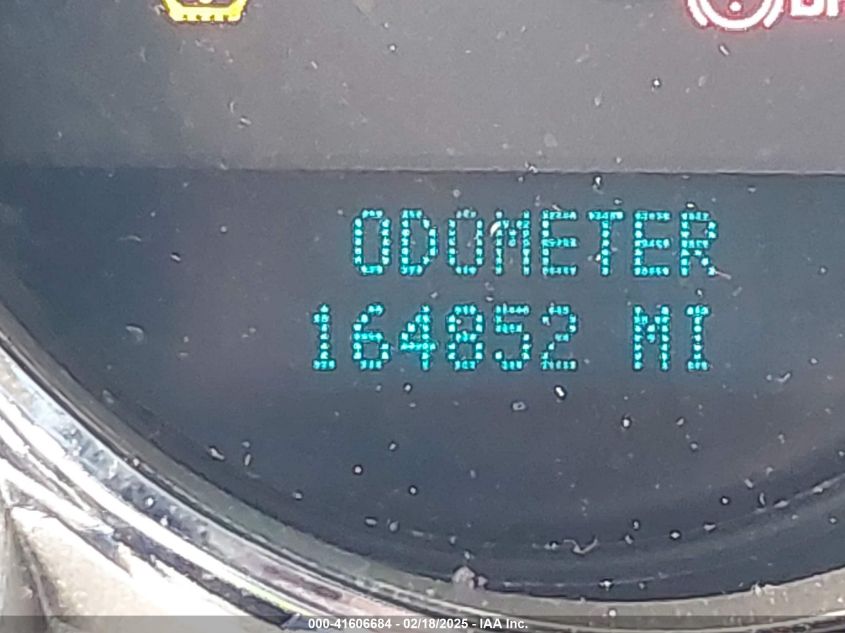 ODOMETER
164852 MI
000-41606684 - 02/18/2025 - IAA Inc.